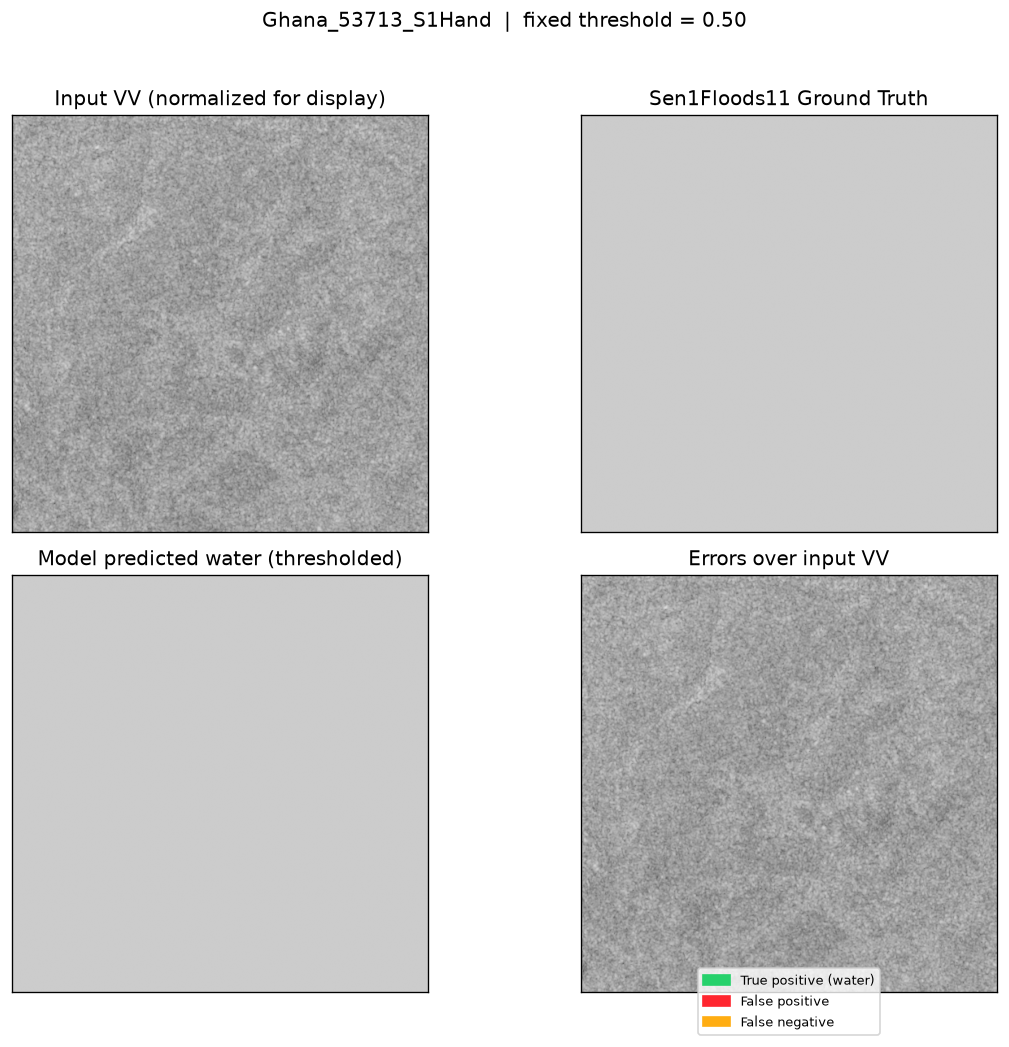 Ghana_53713_S1Hand | fixed threshold = 0.50
Input VV (normalized for display)
Sen1Floods11 Ground Truth
Model predicted water (thresholded)
Errors over input VV
True positive (water)
False positive
False negative